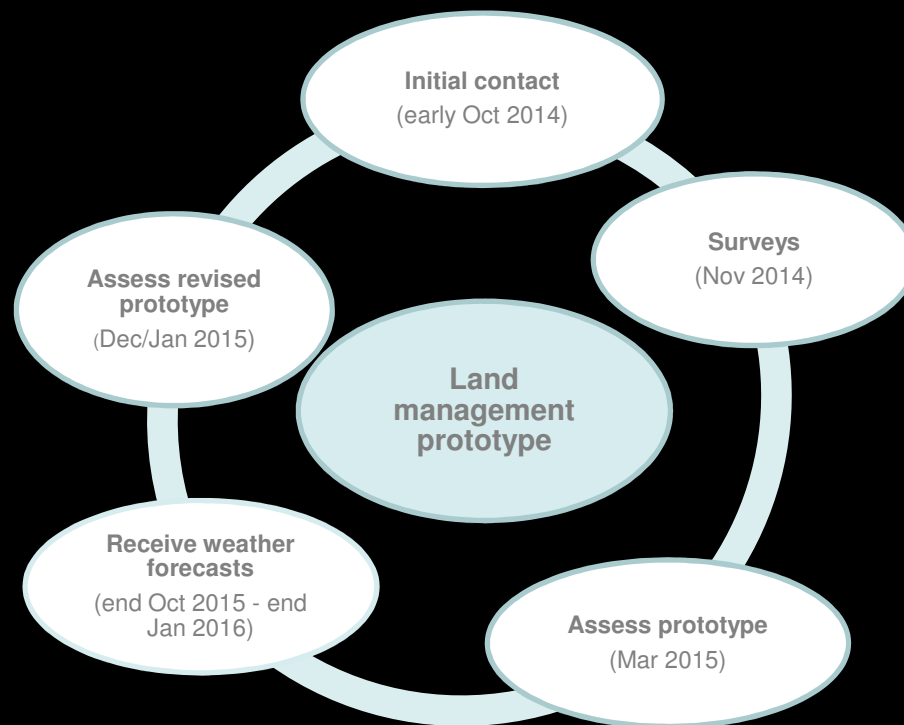 Initial contact
(early Oct 2014)
Surveys
(Nov 2014)
Assess revised
prototype
(Dec/Jan 2015)
Land
management
prototype
Receive weather
forecasts
(end Oct 2015 - end
Jan 2016)
Assess prototype
(Mar 2015)